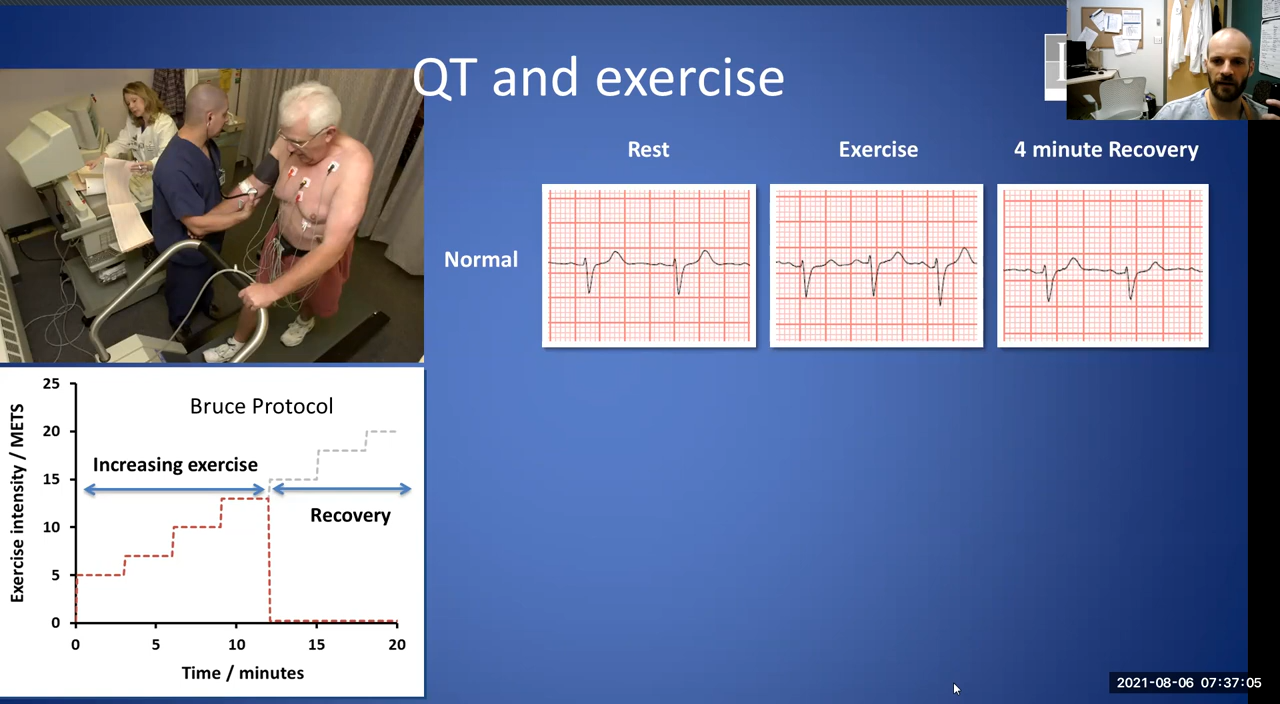 QT and exercise
Rest
Exercise
4 minute Recovery
Normal
25
20
15
10
5
0
Exercise intensity / METS
Bruce Protocol
Increasing exercise
Recovery
0
5
10
15
20
Time / minutes
2021-08-06 07:37:05